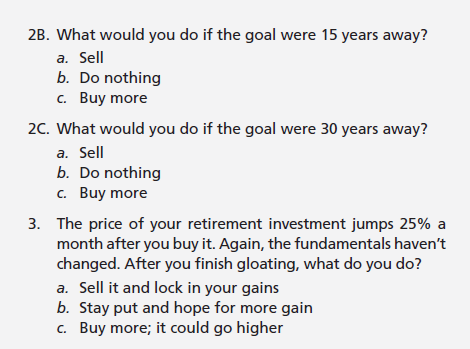 2B. What would you do if the goal were 15 years away?
a. Sell
b. Do nothing
c. Buy more
2C. What would you do if the goal were 30 years away?
a. Sell
b. Do nothing
c. Buy more
3. The price of your retirement investment jumps 25% a
month after you buy it. Again, the fundamentals haven’t
changed. After you finish gloating, what do you do?
a. Sell it and lock in your gains
b. Stay put and hope for more gain
c. Buy more; it could go higher